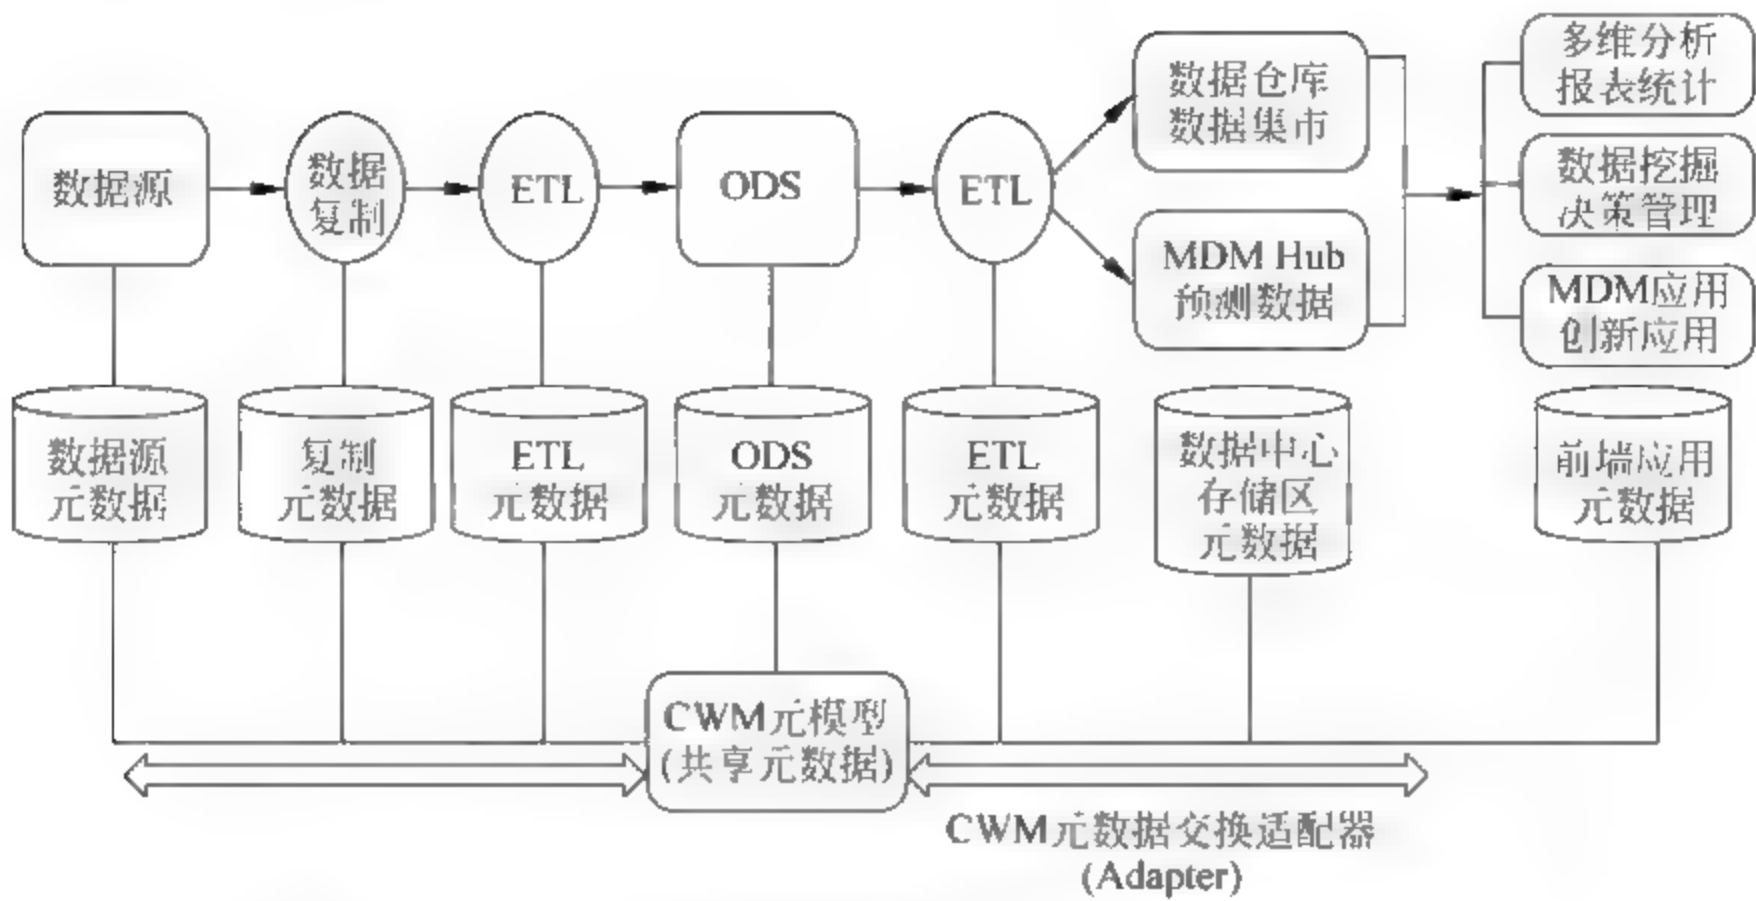 数据源
数据
复制
ETL
ODS
ETL
数据仓库
数据集市
MDM Hub
预测数据
多维分析
报表统计
数据挖掘
决策管理
MDM应用
创新应用
数据源
元数据
复制
元数据
ETL
元数据
ODS
元数据
ETL
元数据
数据中心
存储区
元数据
前端应用
元数据
CWM元模型
(共享元数据)
CWM元数据交换适配器
(Adapter)